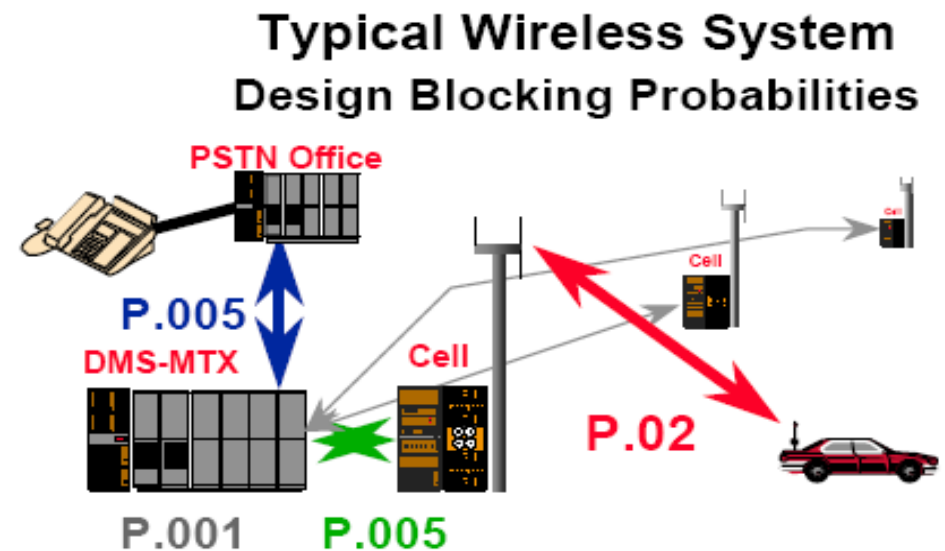 Typical Wireless System
Design Blocking Probabilities
PSTN Office
Cell
Cell
P.005
DMS-MTX
Cell
P.02
P.001
P.005